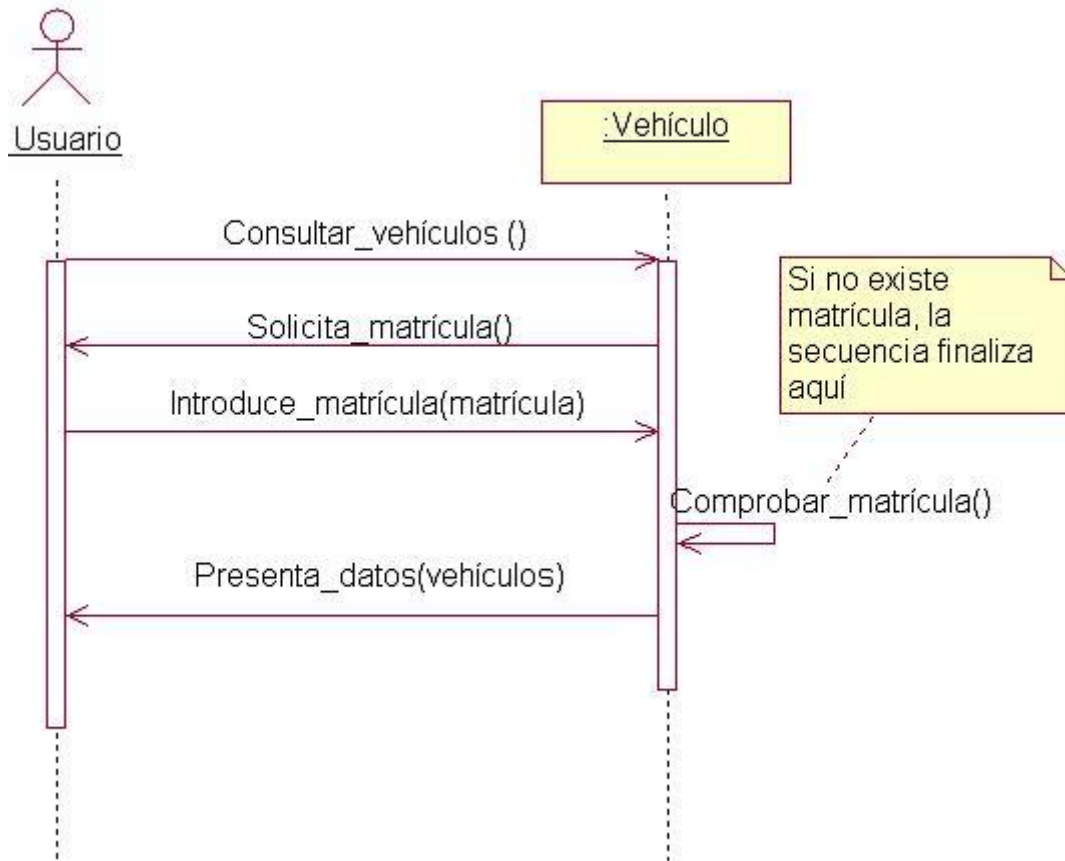 Usuario
:Vehículo
Consultar_vehículos ()
Solicita_matrícula()
Introduce_matrícula(matrícula)
Si no existe
matrícula, la
secuencia finaliza
aquí
Comprobar_matrícula()
Presenta_datos(vehículos)